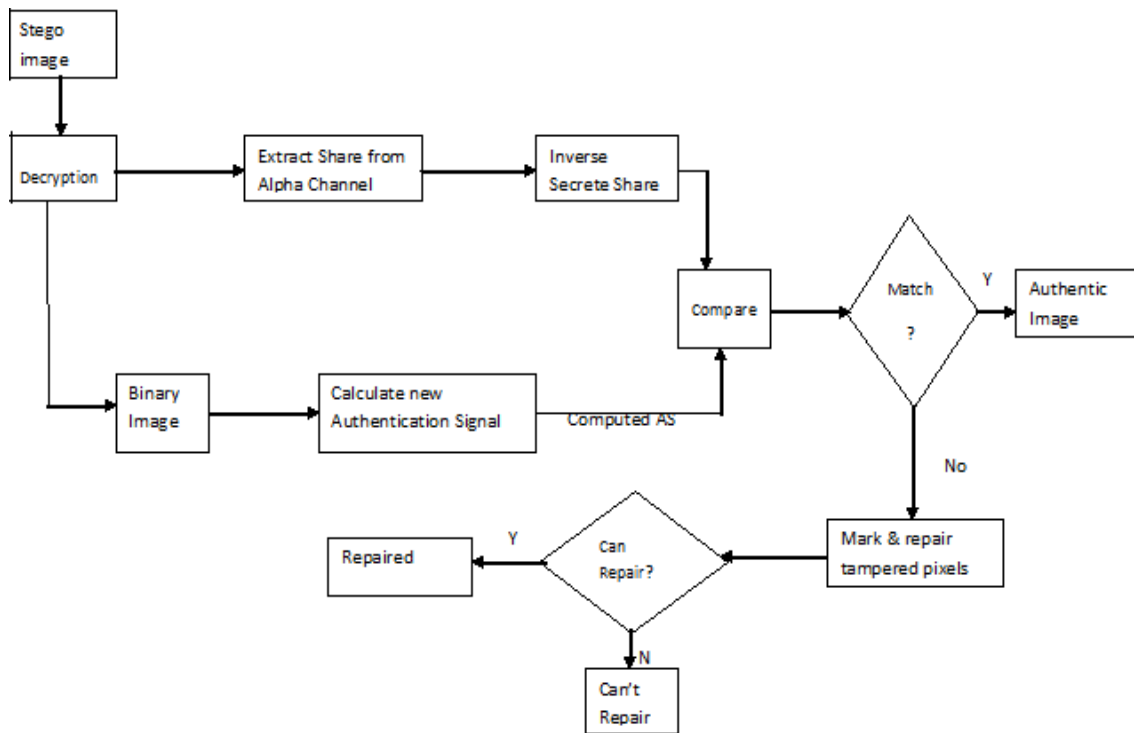 Stego
image
Decryption
Extract Share from
Alpha Channel
Inverse
Secrete Share
Compare
Match
?
Y
Authentic
Image
Binary
Image
Calculate new
Authentication Signal
Computed AS
No
Mark & repair
tampered pixels
Can
Repair?
Y
Repaired
N
Can't
Repair